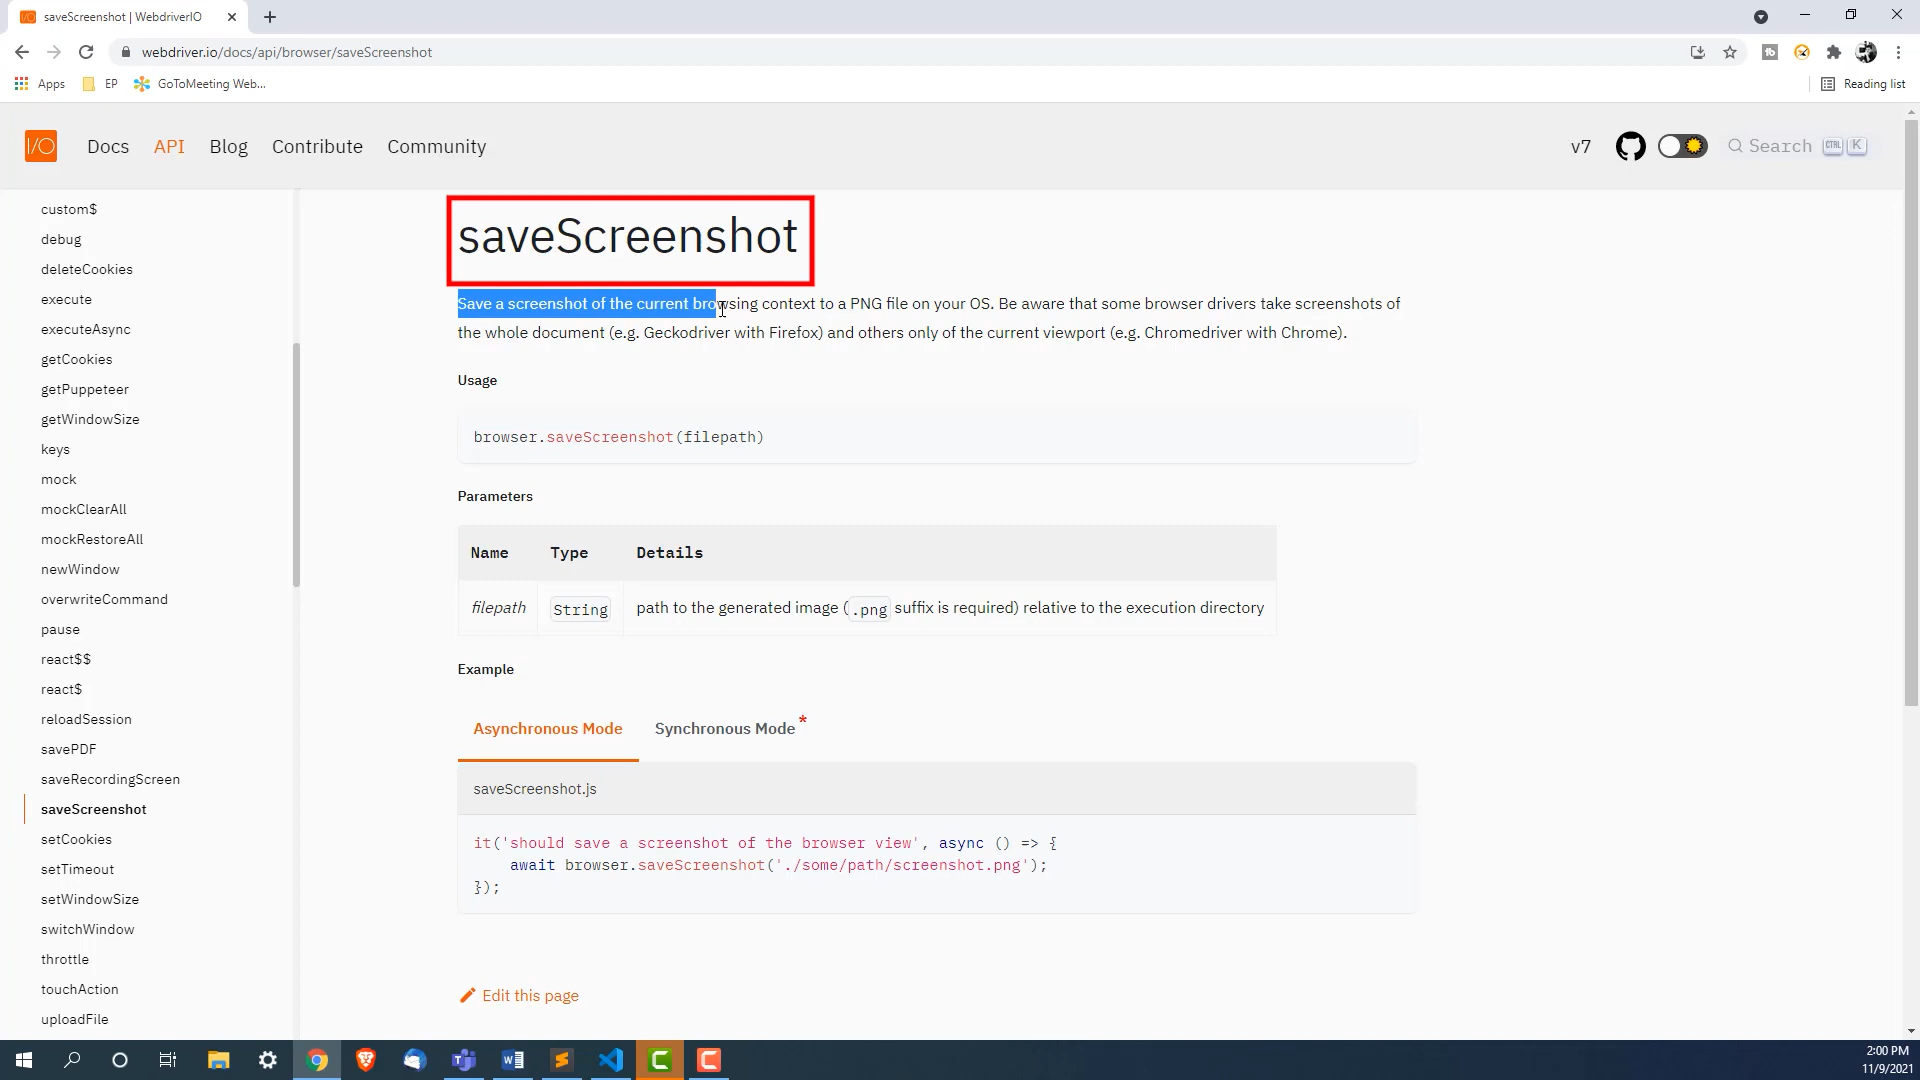 saveScreenshot | WebdriverIO
webdriver.io/docs/api/browser/saveScreenshot
Apps
EP
GoToMeeting Web...
Reading list
I/O
Docs
API
Blog
Contribute
Community
v7
Search
CTRL
K
custom$
debug
deleteCookies
execute
executeAsync
getCookies
getPuppeteer
getWindowSize
keys
mock
mockClearAll
mockRestoreAll
newWindow
overwriteCommand
pause
react$$
react$
reloadSession
savePDF
saveRecordingScreen
saveScreenshot
setCookies
setTimeout
setWindowSize
switchWindow
throttle
touchAction
uploadFile
saveScreenshot
Save a screenshot of the current browsing context to a PNG file on your OS. Be aware that some browser drivers take screenshots of
the whole document (e.g. Geckodriver with Firefox) and others only of the current viewport (e.g. Chromedriver with Chrome).
Usage
browser.saveScreenshot(filepath)
Parameters
Name Type Details
filepath String path to the generated image (.png suffix is required) relative to the execution directory
Example
Asynchronous Mode
Synchronous Mode *
saveScreenshot.js
it('should save a screenshot of the browser view', async () => {
await browser.saveScreenshot('./some/path/screenshot.png');
});
Edit this page
2:00 PM
11/9/2021